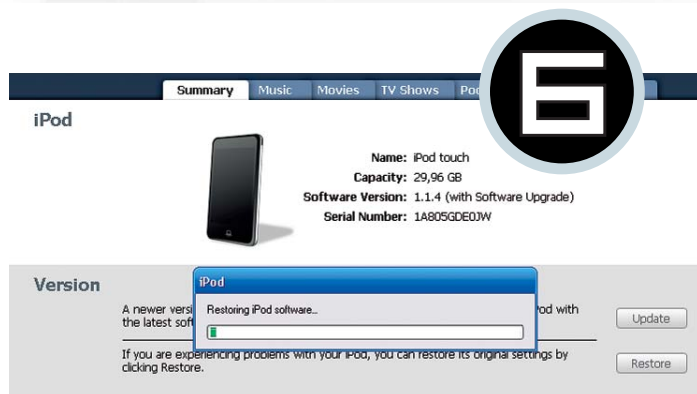 6
Summary Music Movies TV Shows
iPod
Name: iPod touch
Capacity: 29,96 GB
Software Version: 1.1.4 (with Software Upgrade)
Serial Number: 1A805GDE0JW
iPod
Version
Restoring iPod software...
A newer versi
od with
the latest soft
Update
If you are experiencing problems with your iPod, you can restore its original settings by
clicking Restore.
Restore